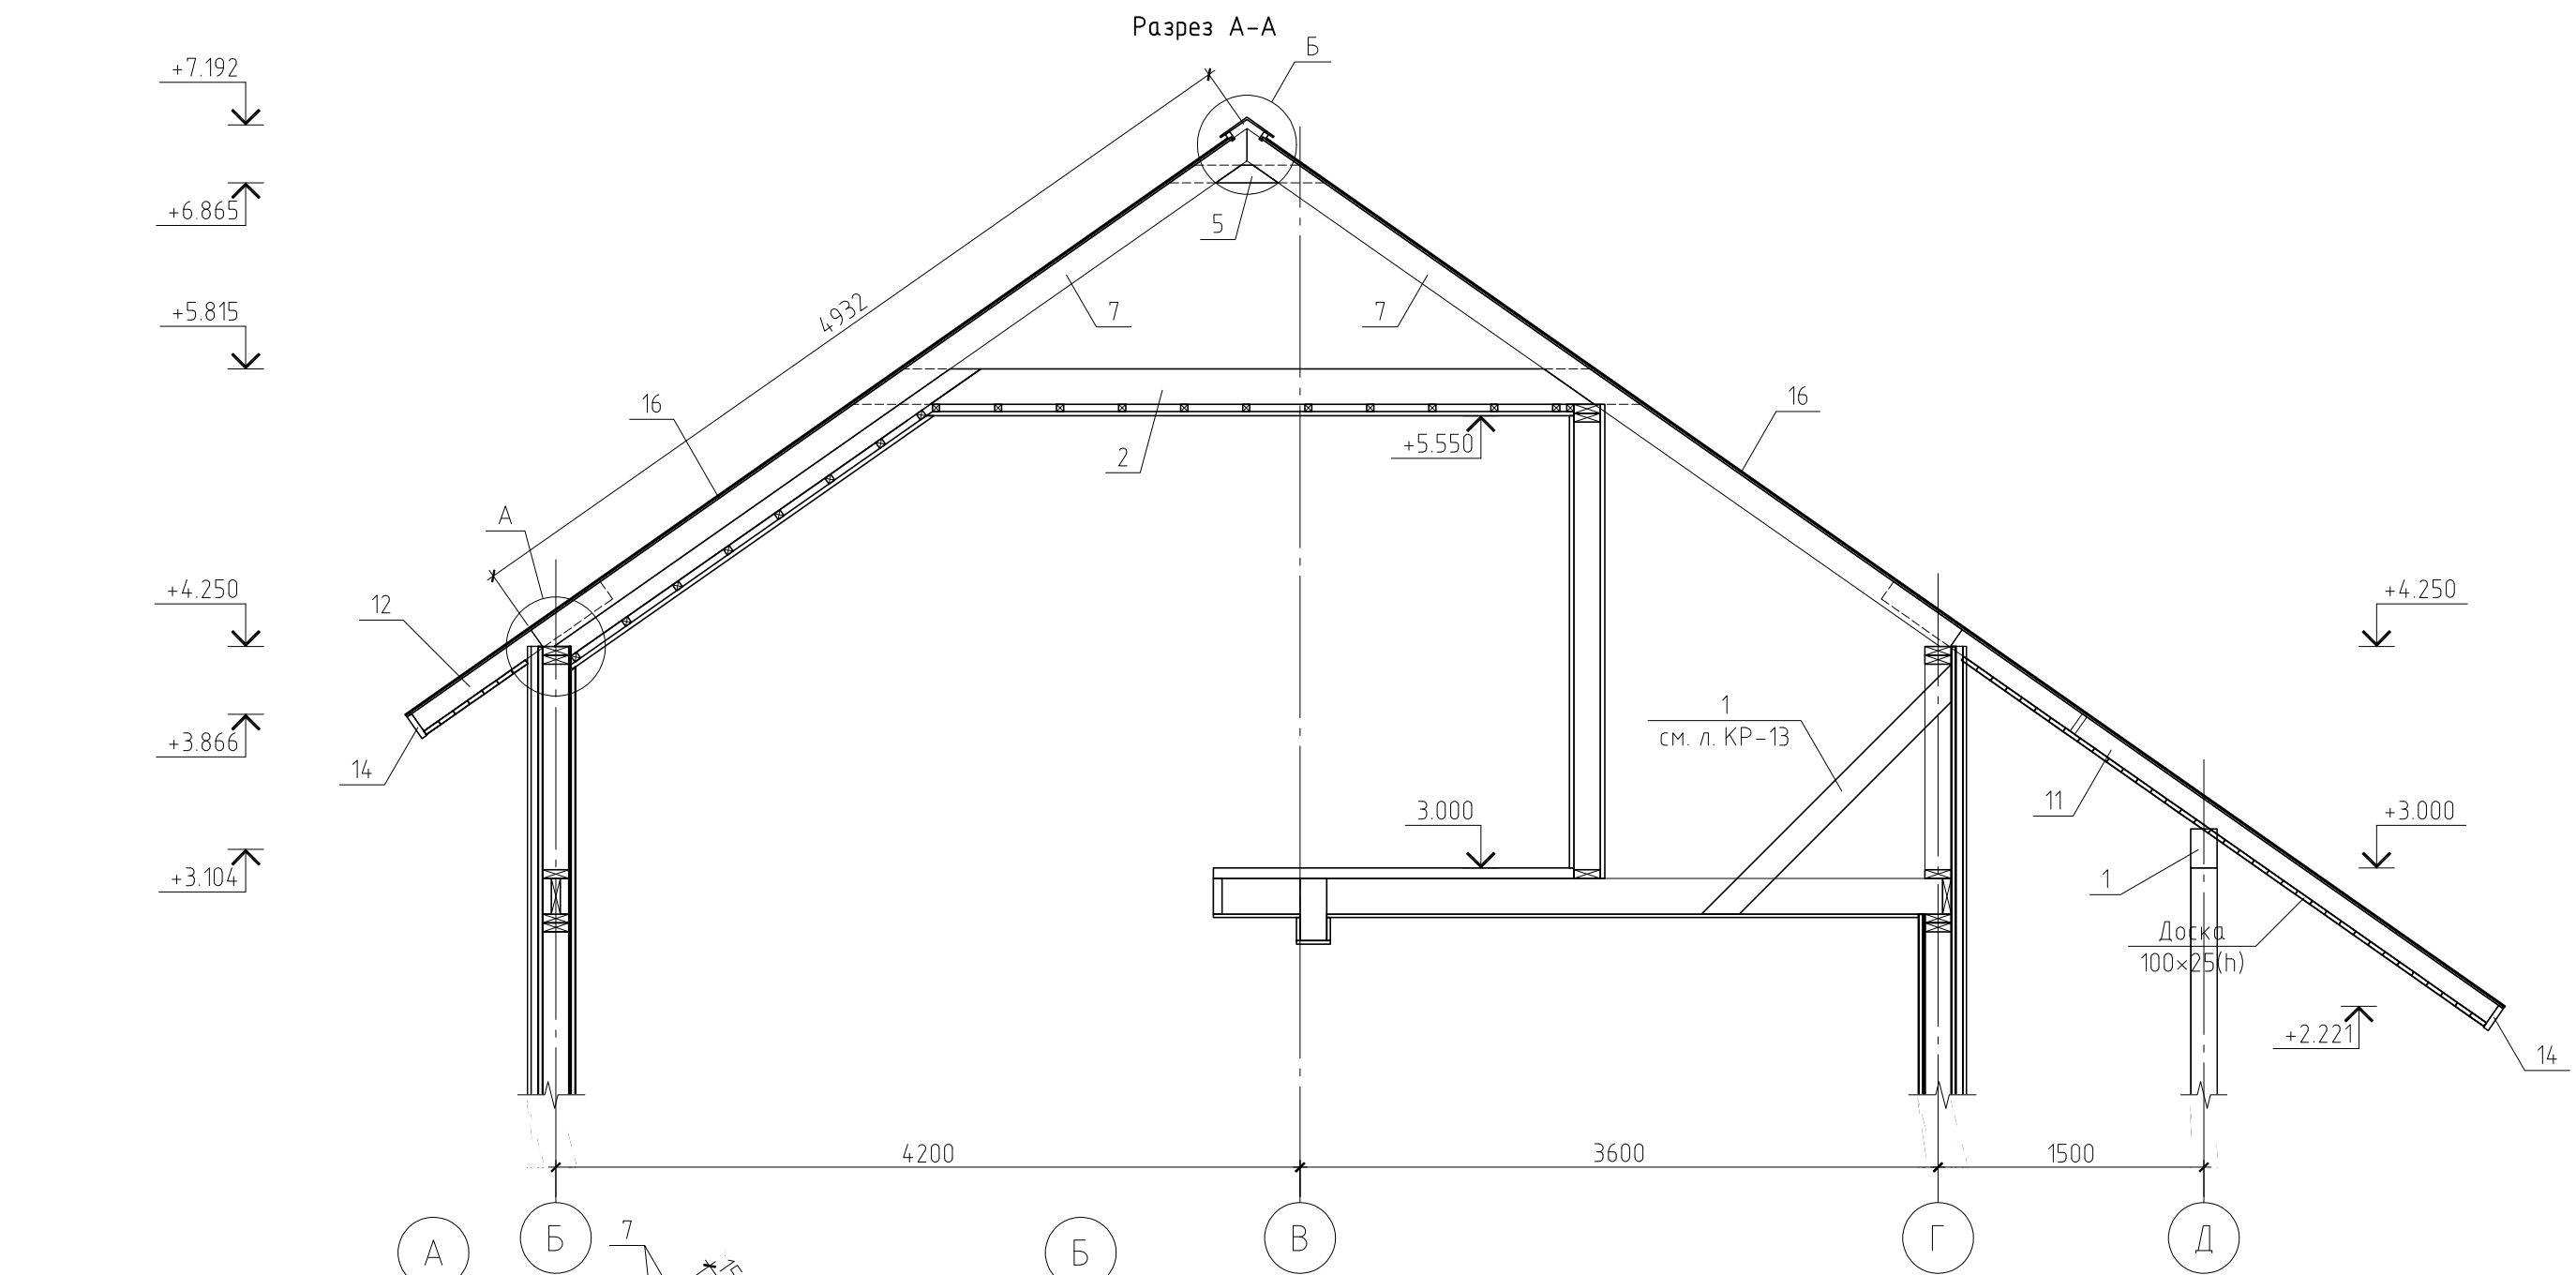 Разрез А-А
Б
+7.192
+6.865
5
+5.815
4932
7
7
16
16
2
+5.550
А
+4.250
+4.250
12
1
см. л. КР-13
+3.866
14
11
3.000
+3.000
+3.104
1
Доска
100×25(h)
+2.221
14
4200
3600
1500
А
Б
Б
В
Г
Д
7